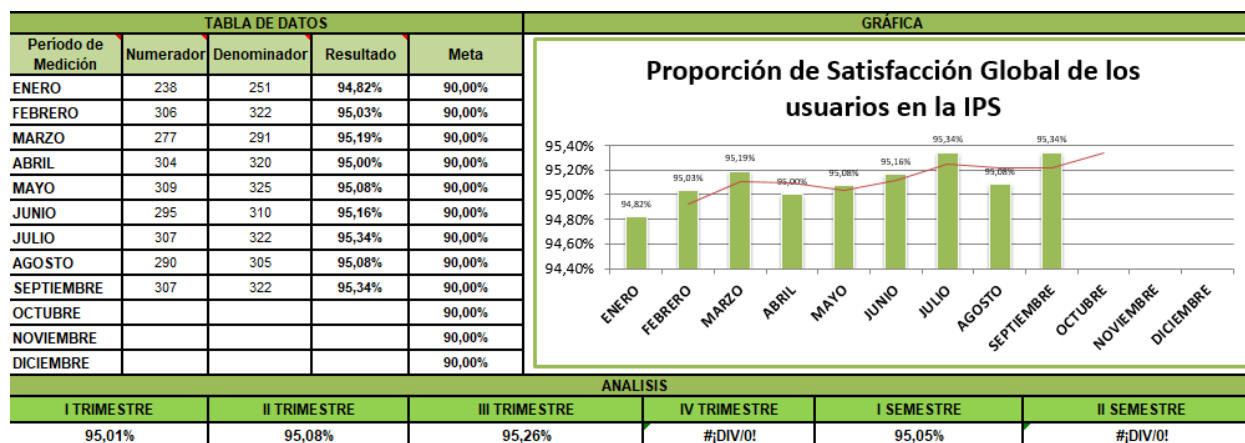 TABLA DE DATOS GRÁFICA
Periodo de Medición Numerador Denominador Resultado Meta
ENERO 238 251 94,82% 90,00%
FEBRERO 306 322 95,03% 90,00%
MARZO 277 291 95,19% 90,00%
ABRIL 304 320 95,00% 90,00%
MAYO 309 325 95,08% 90,00%
JUNIO 295 310 95,16% 90,00%
JULIO 307 322 95,34% 90,00%
AGOSTO 290 305 95,08% 90,00%
SEPTIEMBRE 307 322 95,34% 90,00%
OCTUBRE 90,00%
NOVIEMBRE 90,00%
DICIEMBRE 90,00%
Proporción de Satisfacción Global de los
usuarios en la IPS
95,40%
95,20%
95,00%
94,80%
94,60%
94,40%
94,82% 95,03% 95,19% 95,00% 95,08% 95,16% 95,34% 95,08% 95,34%
ENERO FEBRERO MARZO ABRIL MAYO JUNIO JULIO AGOSTO SEPTIEMBRE OCTUBRE NOVIEMBRE DICIEMBRE
ANALISIS
I TRIMESTRE II TRIMESTRE III TRIMESTRE IV TRIMESTRE I SEMESTRE II SEMESTRE
95,01% 95,08% 95,26% #¡DIV/0! 95,05% #¡DIV/0!